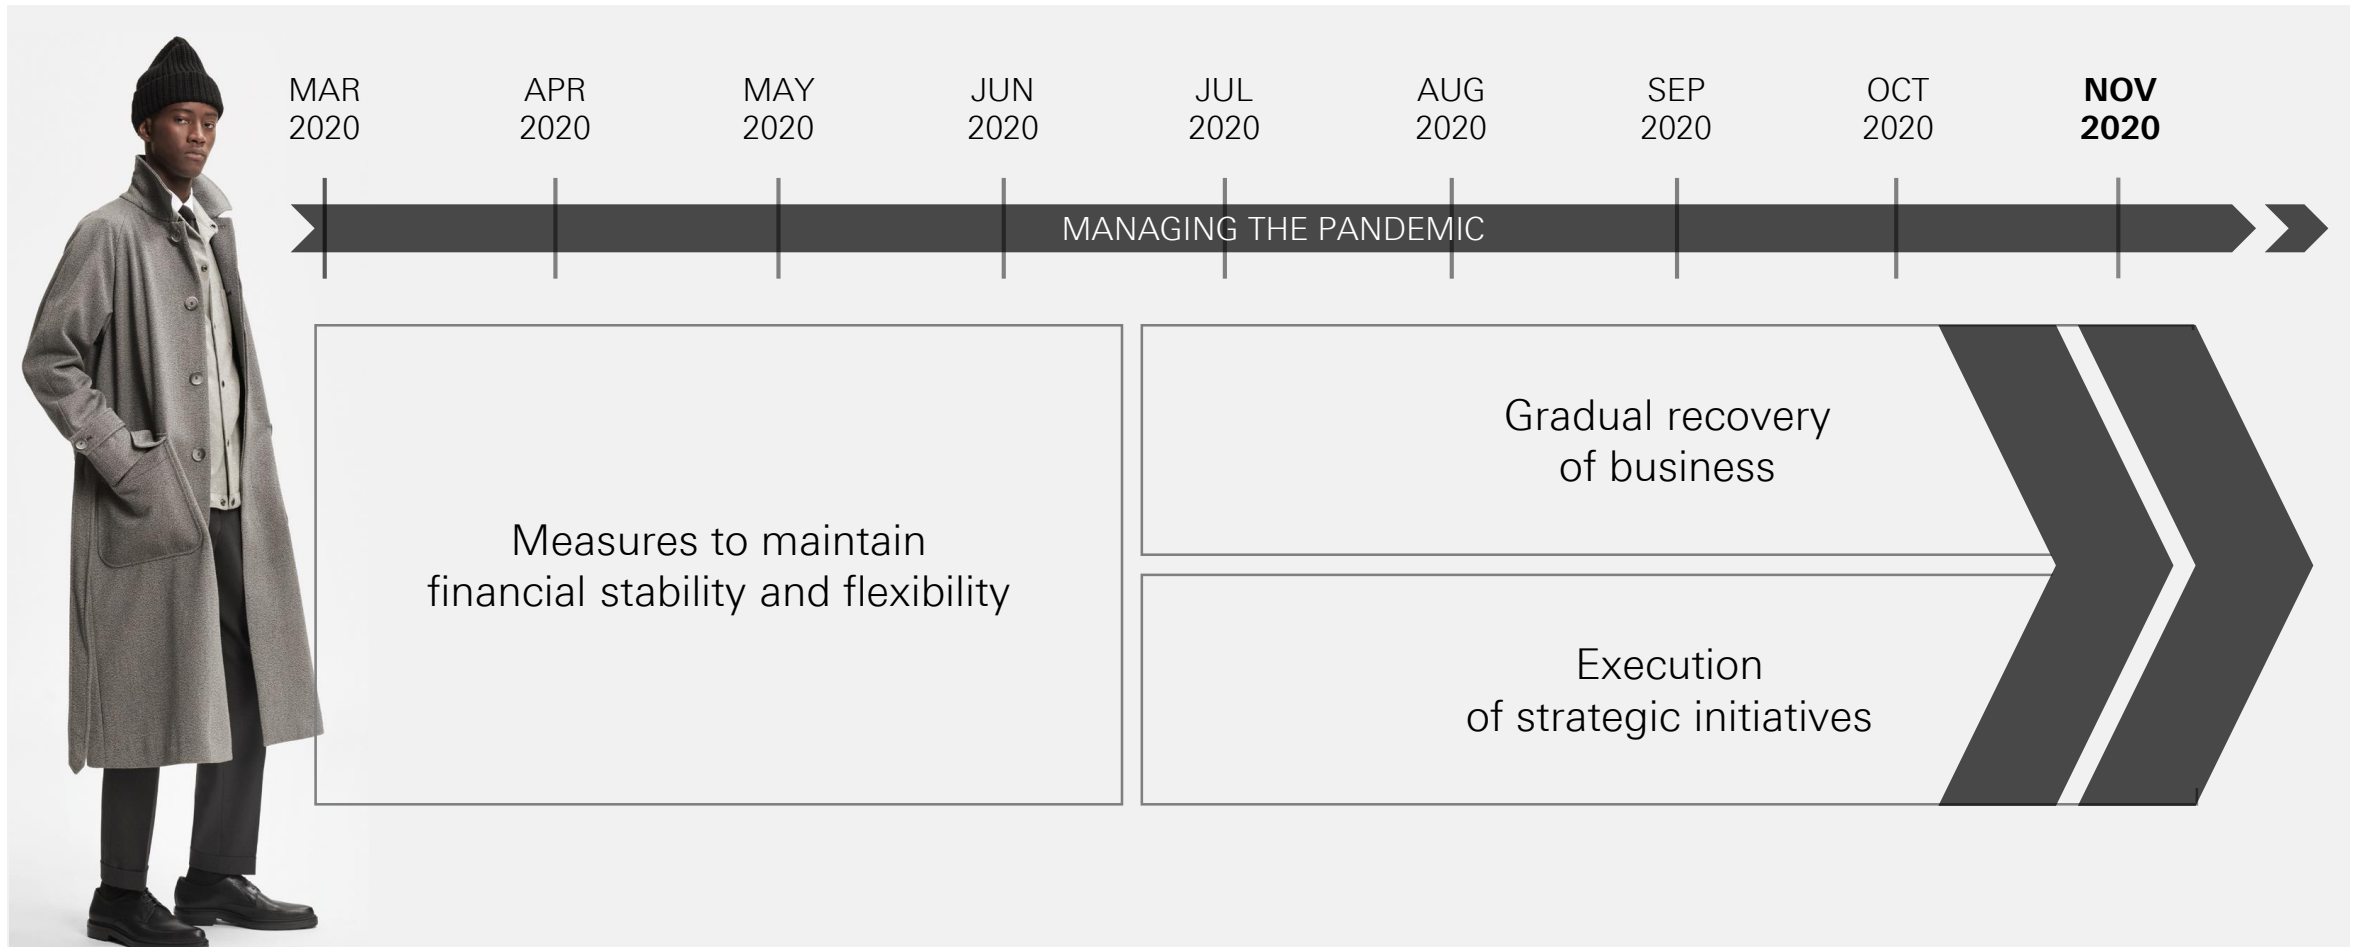 MAR
2020
APR
2020
MAY
2020
JUN
2020
JUL
2020
AUG
2020
SEP
2020
OCT
2020
NOV
2020
MANAGING THE PANDEMIC
Measures to maintain
financial stability and flexibility
Gradual recovery
of business
Execution
of strategic initiatives